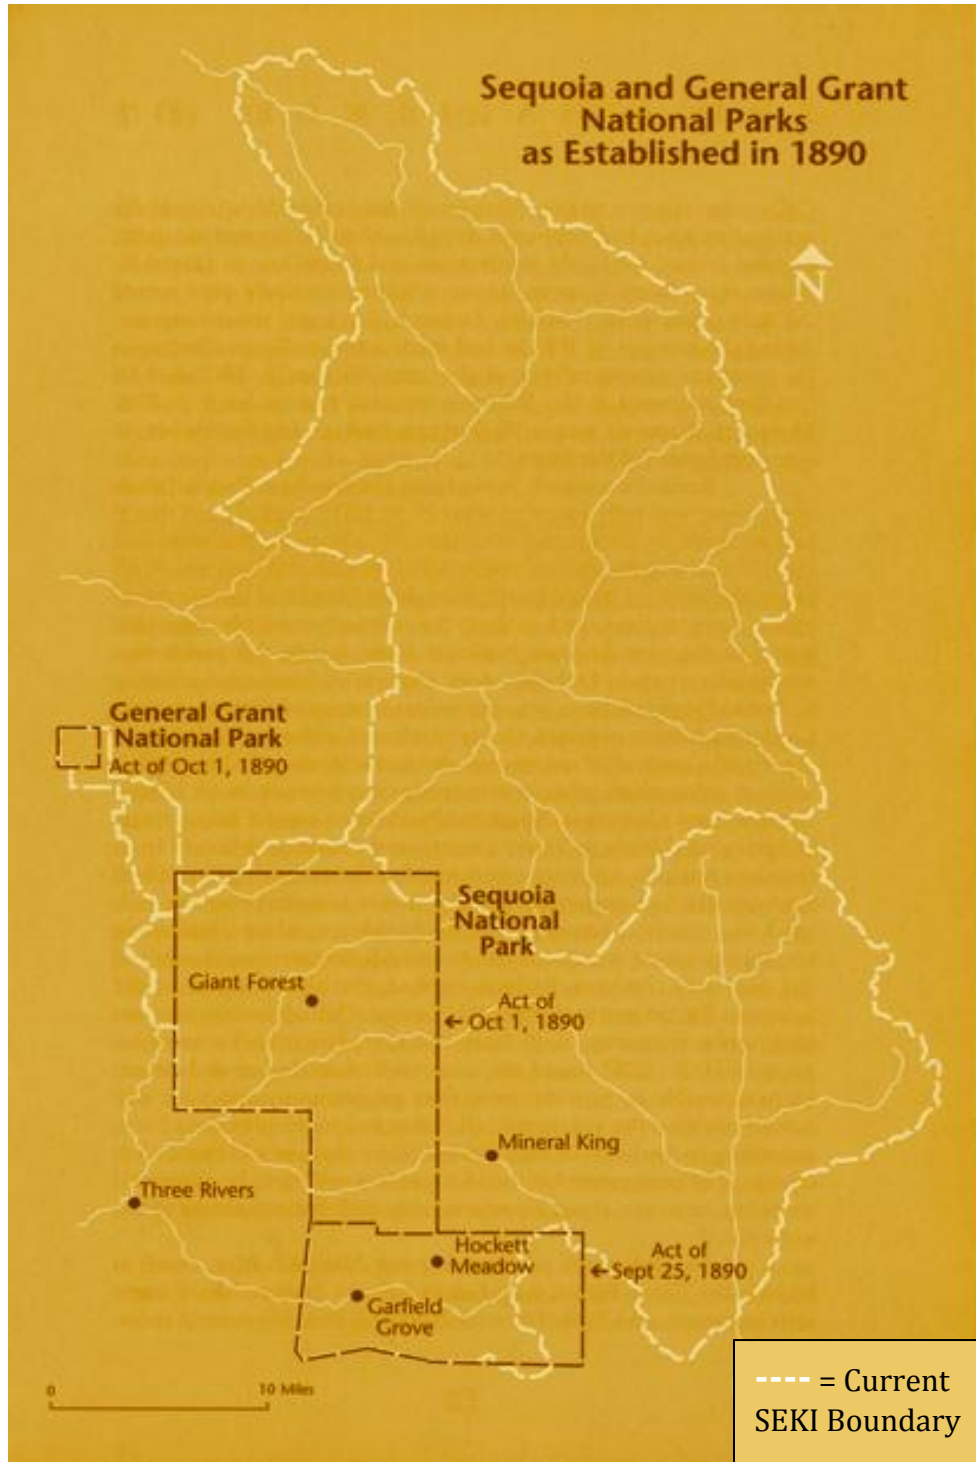 Sequoia and General Grant
National Parks
as Established in 1890
N
General Grant
National Park
Act of Oct 1, 1890
Sequoia
National
Park
Giant Forest
Act of
← Oct 1, 1890
Mineral King
Three Rivers
Hockett
Meadow
Act of
← Sept 25, 1890
Garfield
Grove
0 10 Miles
---- = Current
SEKI Boundary